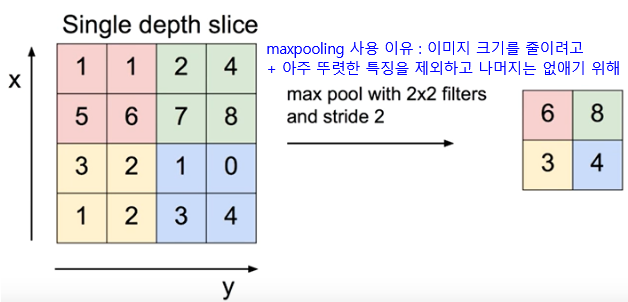 Single depth slice
maxpooling 사용 이유 : 이미지 크기를 줄이려고
+ 아주 뚜렷한 특징을 제외하고 나머지는 없애기 위해
x
1 1 2 4
5 6 7 8
3 2 1 0
1 2 3 4
y
max pool with 2x2 filters
and stride 2
6 8
3 4